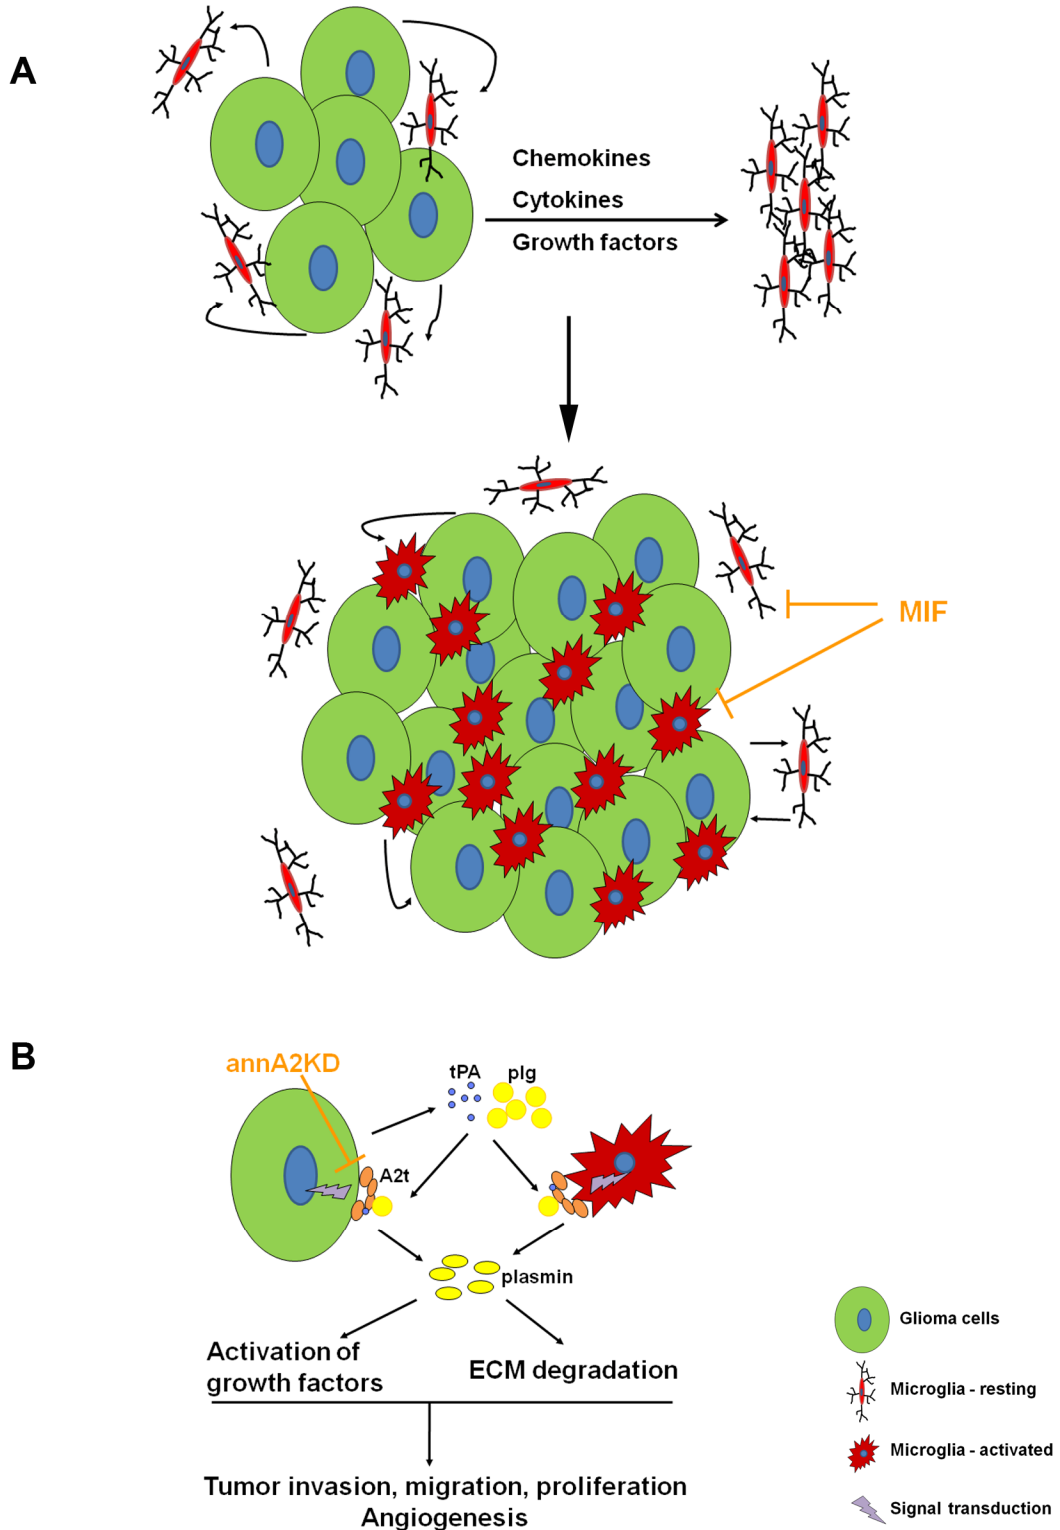 A
Chemokines
Cytokines
Growth factors
MIF
B
annA2KD
tPA
plg
A2t
plasmin
Activation of
growth factors
ECM degradation
Tumor invasion, migration, proliferation
Angiogenesis
Glioma cells
Microglia - resting
Microglia - activated
Signal transduction